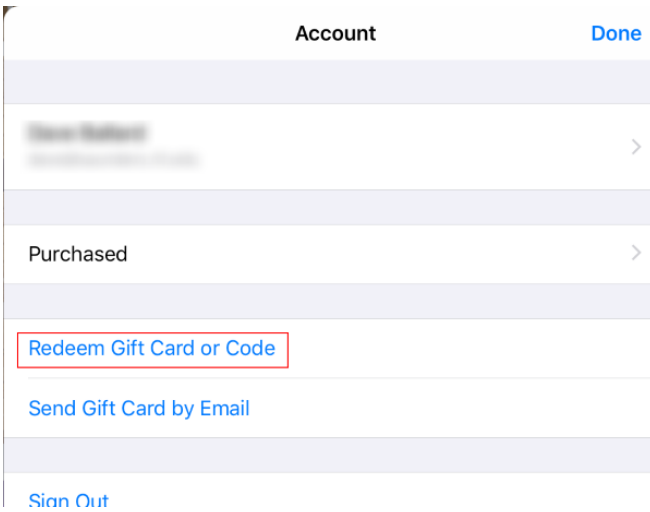 Account
Done
Purchased
Redeem Gift Card or Code
Send Gift Card by Email
Sign Out